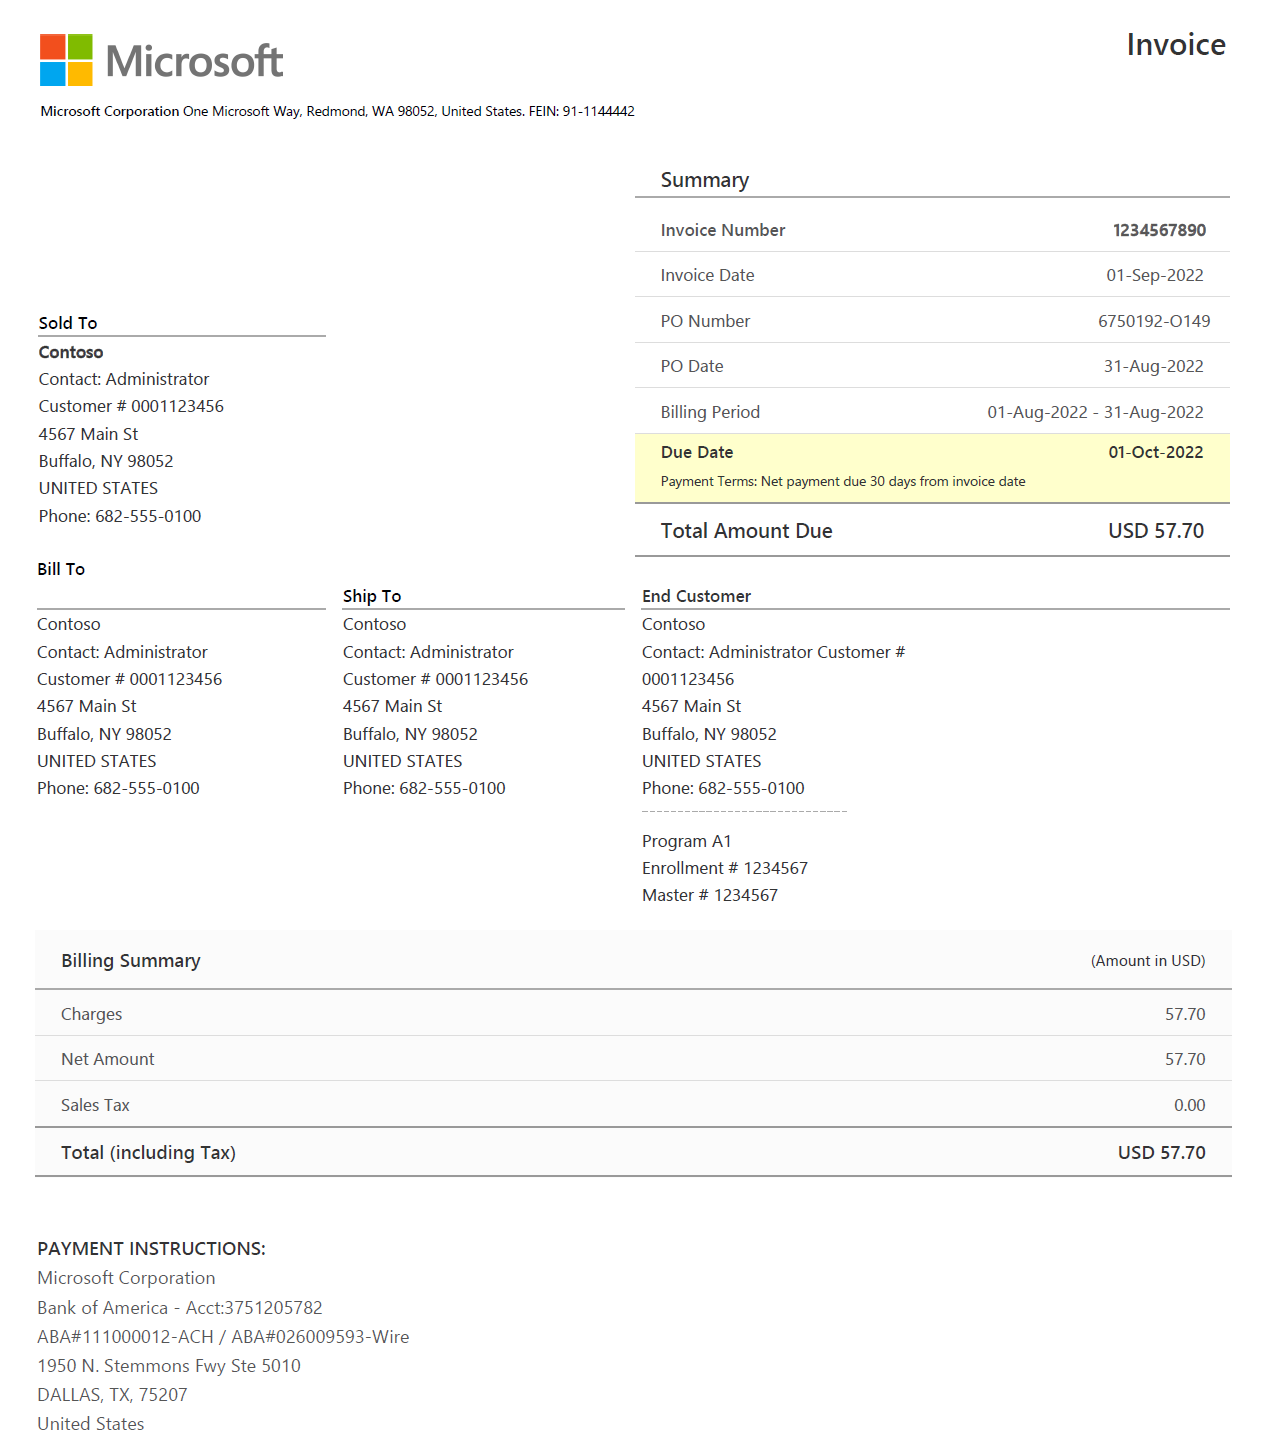 Microsoft
Invoice
Microsoft Corporation One Microsoft Way, Redmond, WA 98052, United States. FEIN: 91-1144442
Summary
Invoice Number 1234567890
Invoice Date 01-Sep-2022
PO Number 6750192-O149
PO Date 31-Aug-2022
Billing Period 01-Aug-2022 - 31-Aug-2022
Due Date 01-Oct-2022
Payment Terms: Net payment due 30 days from invoice date
Total Amount Due USD 57.70
Sold To
Contoso
Contact: Administrator
Customer # 0001123456
4567 Main St
Buffalo, NY 98052
UNITED STATES
Phone: 682-555-0100
Bill To
Contoso
Contact: Administrator
Customer # 0001123456
4567 Main St
Buffalo, NY 98052
UNITED STATES
Phone: 682-555-0100
Ship To
Contoso
Contact: Administrator
Customer # 0001123456
4567 Main St
Buffalo, NY 98052
UNITED STATES
Phone: 682-555-0100
End Customer
Contoso
Contact: Administrator Customer #
0001123456
4567 Main St
Buffalo, NY 98052
UNITED STATES
Phone: 682-555-0100
Program A1
Enrollment # 1234567
Master # 1234567
Billing Summary (Amount in USD)
Charges 57.70
Net Amount 57.70
Sales Tax 0.00
Total (including Tax) USD 57.70
PAYMENT INSTRUCTIONS:
Microsoft Corporation
Bank of America - Acct:3751205782
ABA#111000012-ACH / ABA#026009593-Wire
1950 N. Stemmons Fwy Ste 5010
DALLAS, TX, 75207
United States